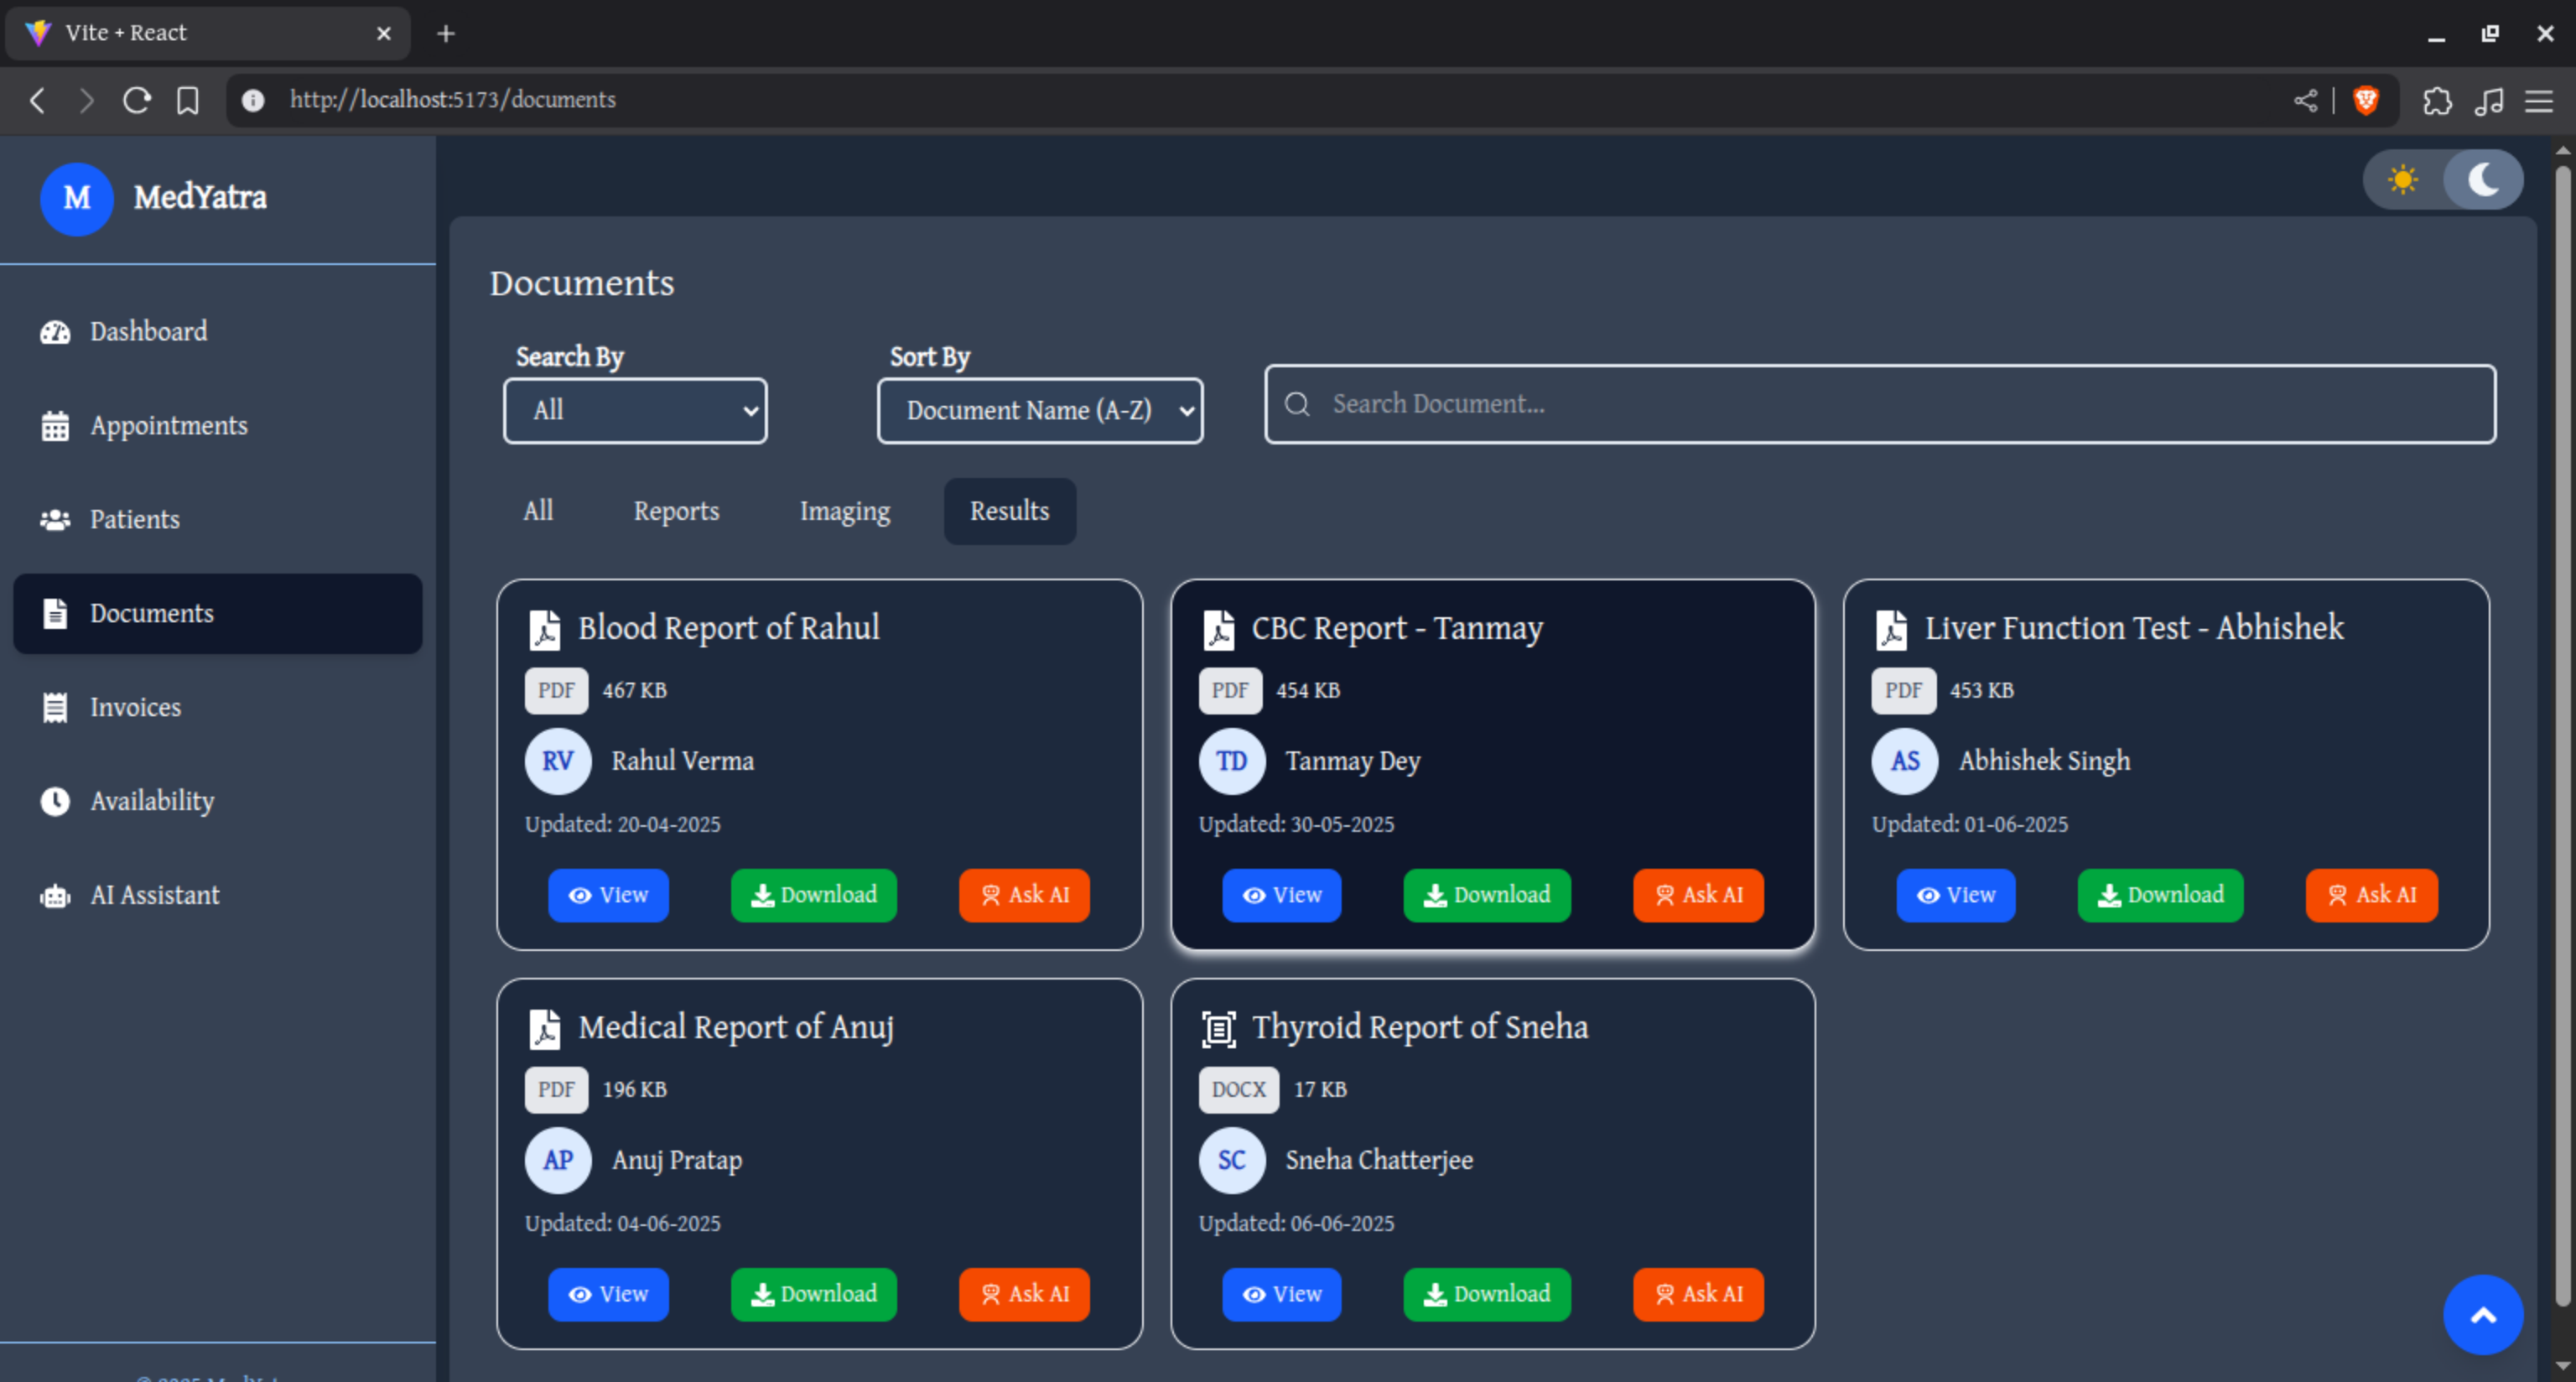 Vite + React
http://localhost:5173/documents
M MedYatra
Dashboard
Appointments
Patients
Documents
Invoices
Availability
AI Assistant
Documents
Search By
All
Sort By
Document Name (A-Z)
Search Document...
All Reports Imaging Results
Blood Report of Rahul
PDF 467 KB
RV Rahul Verma
Updated: 20-04-2025
View Download Ask AI
CBC Report - Tanmay
PDF 454 KB
TD Tanmay Dey
Updated: 30-05-2025
View Download Ask AI
Liver Function Test - Abhishek
PDF 453 KB
AS Abhishek Singh
Updated: 01-06-2025
View Download Ask AI
Medical Report of Anuj
PDF 196 KB
AP Anuj Pratap
Updated: 04-06-2025
View Download Ask AI
Thyroid Report of Sneha
DOCX 17 KB
SC Sneha Chatterjee
Updated: 06-06-2025
View Download Ask AI